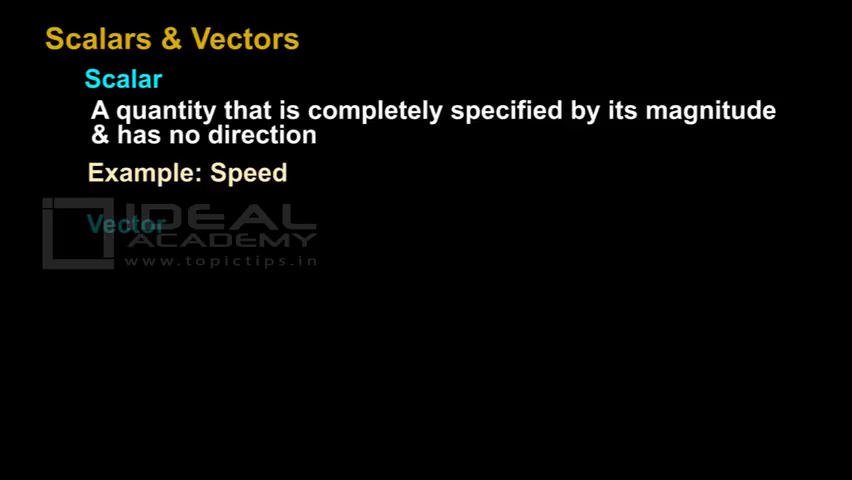 Scalars & Vectors
Scalar
A quantity that is completely specified by its magnitude
& has no direction
Example: Speed
Vector
IDEAL
ACADEMY
www.topictips.in